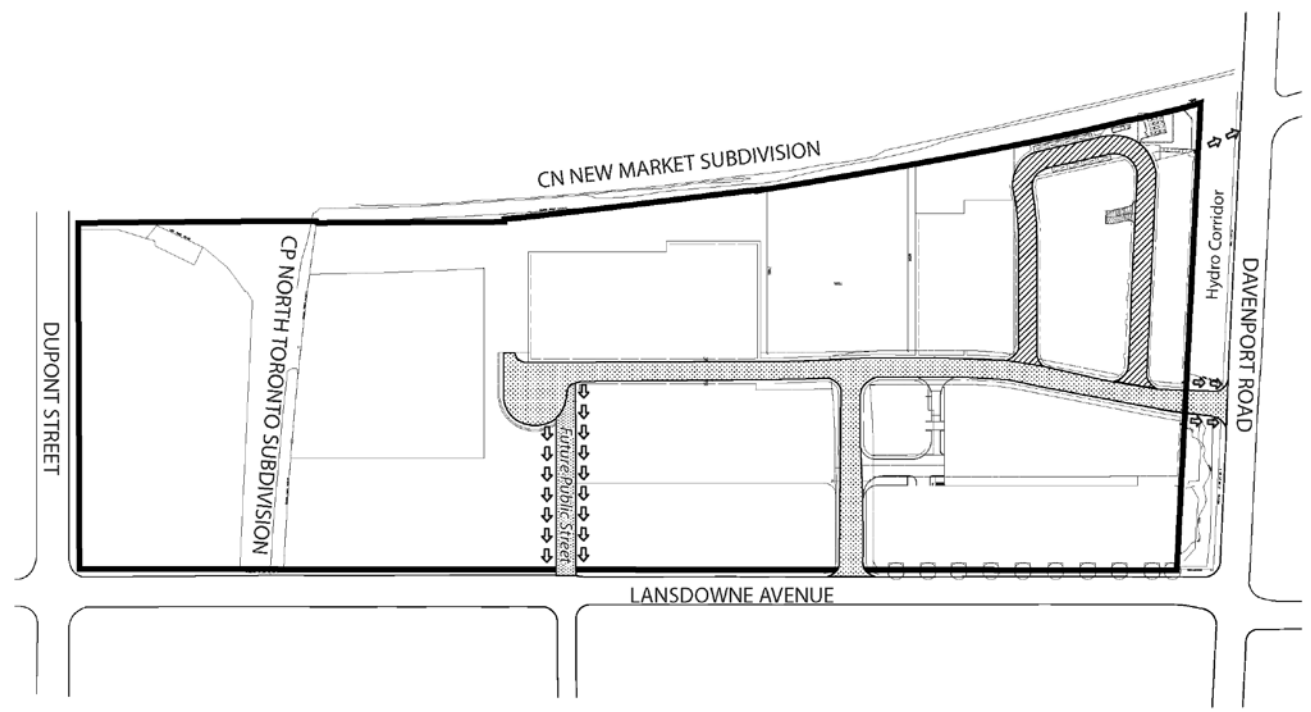 CN NEW MARKET SUBDIVISION
CP NORTH TORONTO SUBDIVISION
Hydro Corridor
DUPONT STREET
DAVENPORT ROAD
Future Public Street
LANSDOWNE AVENUE